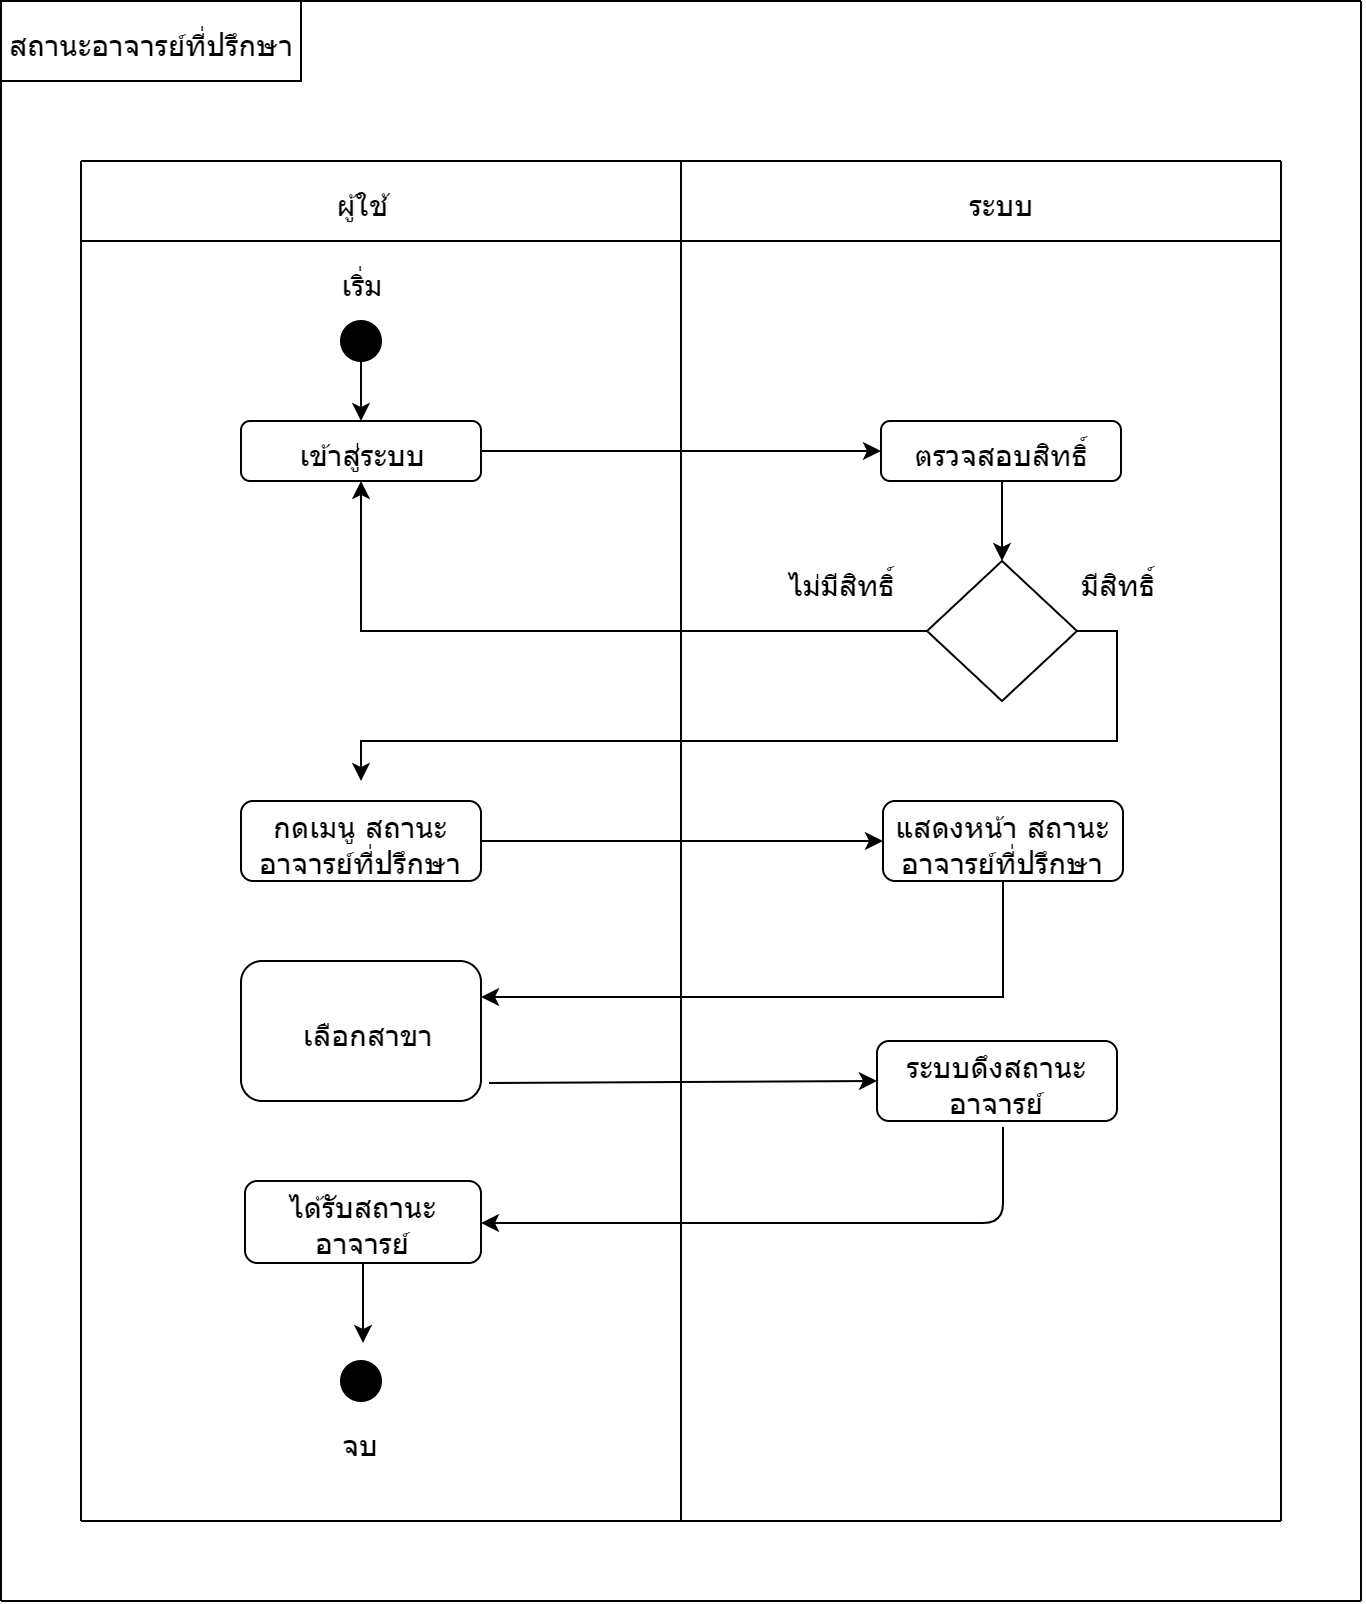 สถานะอาจารย์ที่ปรึกษา
ผู้ใช้
ระบบ
เริ่ม
เข้าสู่ระบบ
ตรวจสอบสิทธิ์
ไม่มีสิทธิ์
มีสิทธิ์
กดเมนู สถานะ
อาจารย์ที่ปรึกษา
แสดงหน้า สถานะ
อาจารย์ที่ปรึกษา
เลือกสาขา
ระบบดึงสถานะ
อาจารย์
ได้รับสถานะ
อาจารย์
จบ